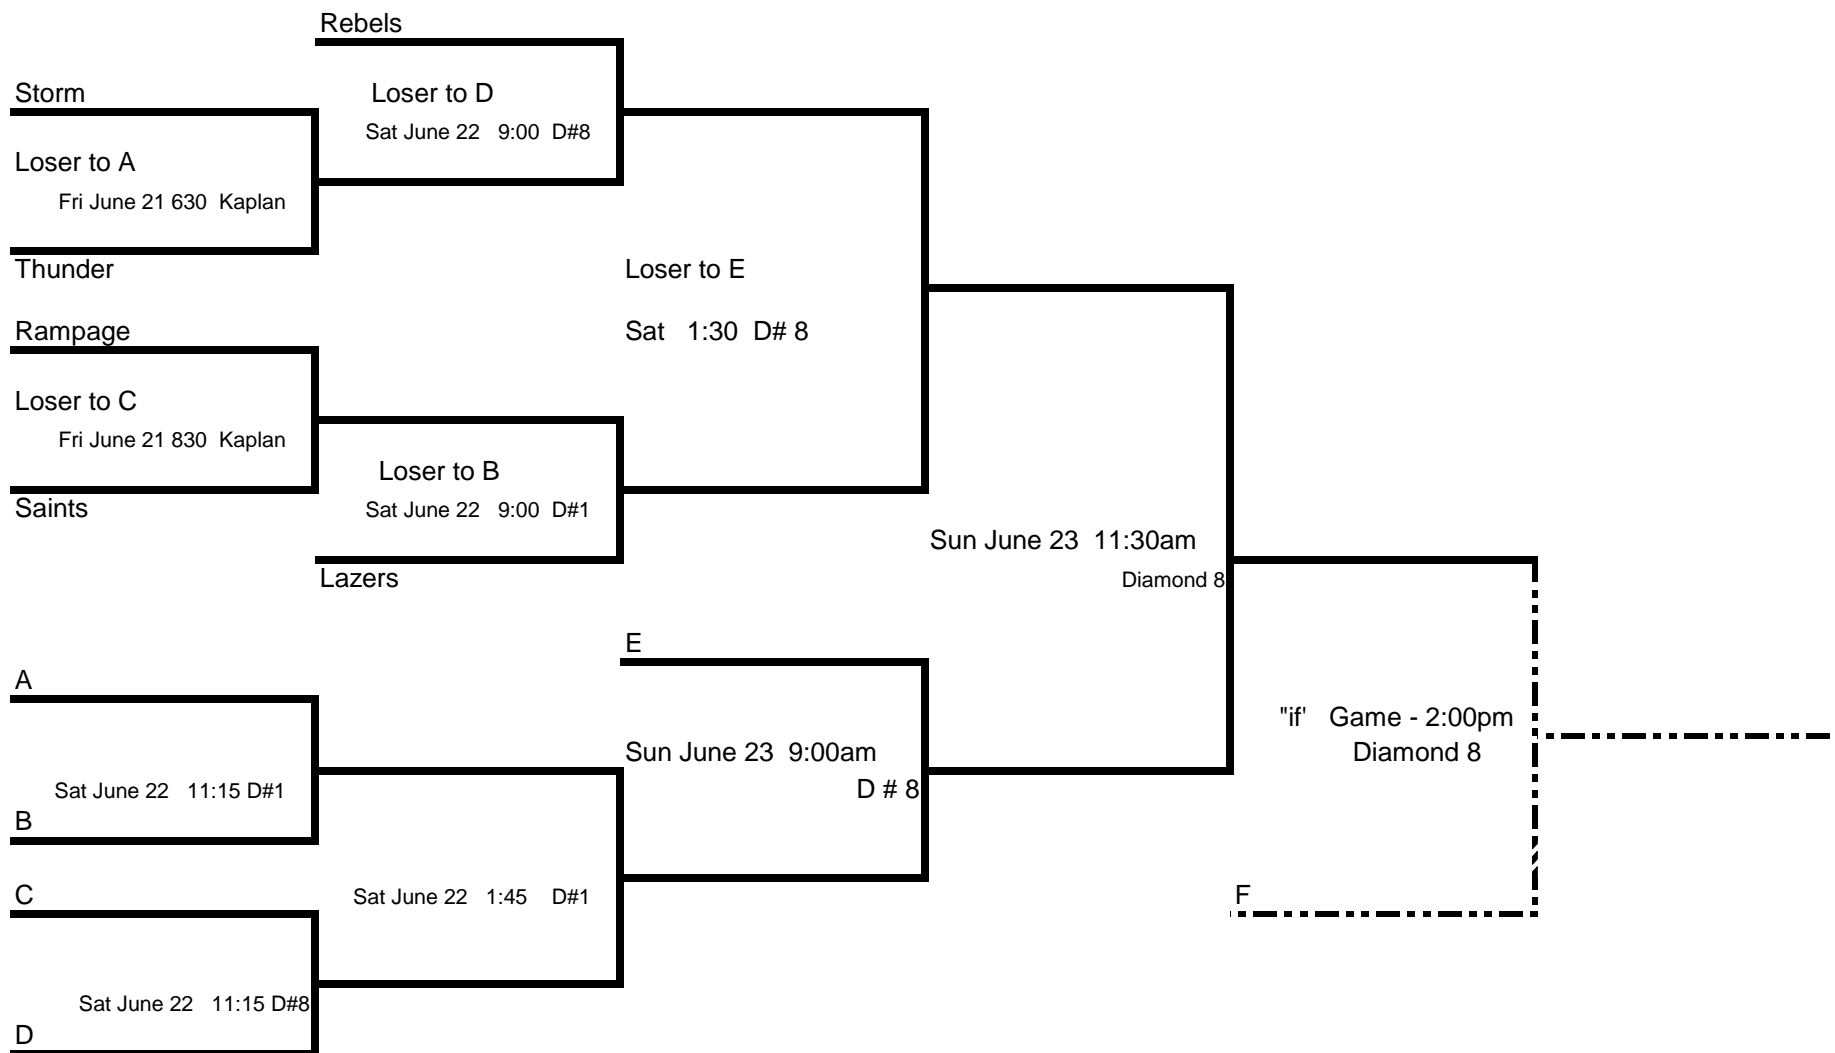 Rebels
Storm
Loser to D
Sat June 22 9:00 D#8
Loser to A
Fri June 21 630 Kaplan
Thunder
Loser to E
Rampage
Sat 1:30 D# 8
Loser to C
Fri June 21 830 Kaplan
Loser to B
Saints
Sat June 22 9:00 D#1
Sun June 23 11:30am
Lazers
Diamond 8
E
A
"if' Game - 2:00pm
Sun June 23 9:00am
Diamond 8
Sat June 22 11:15 D#1
D # 8
B
C
Sat June 22 1:45 D#1
F
Sat June 22 11:15 D#8
D